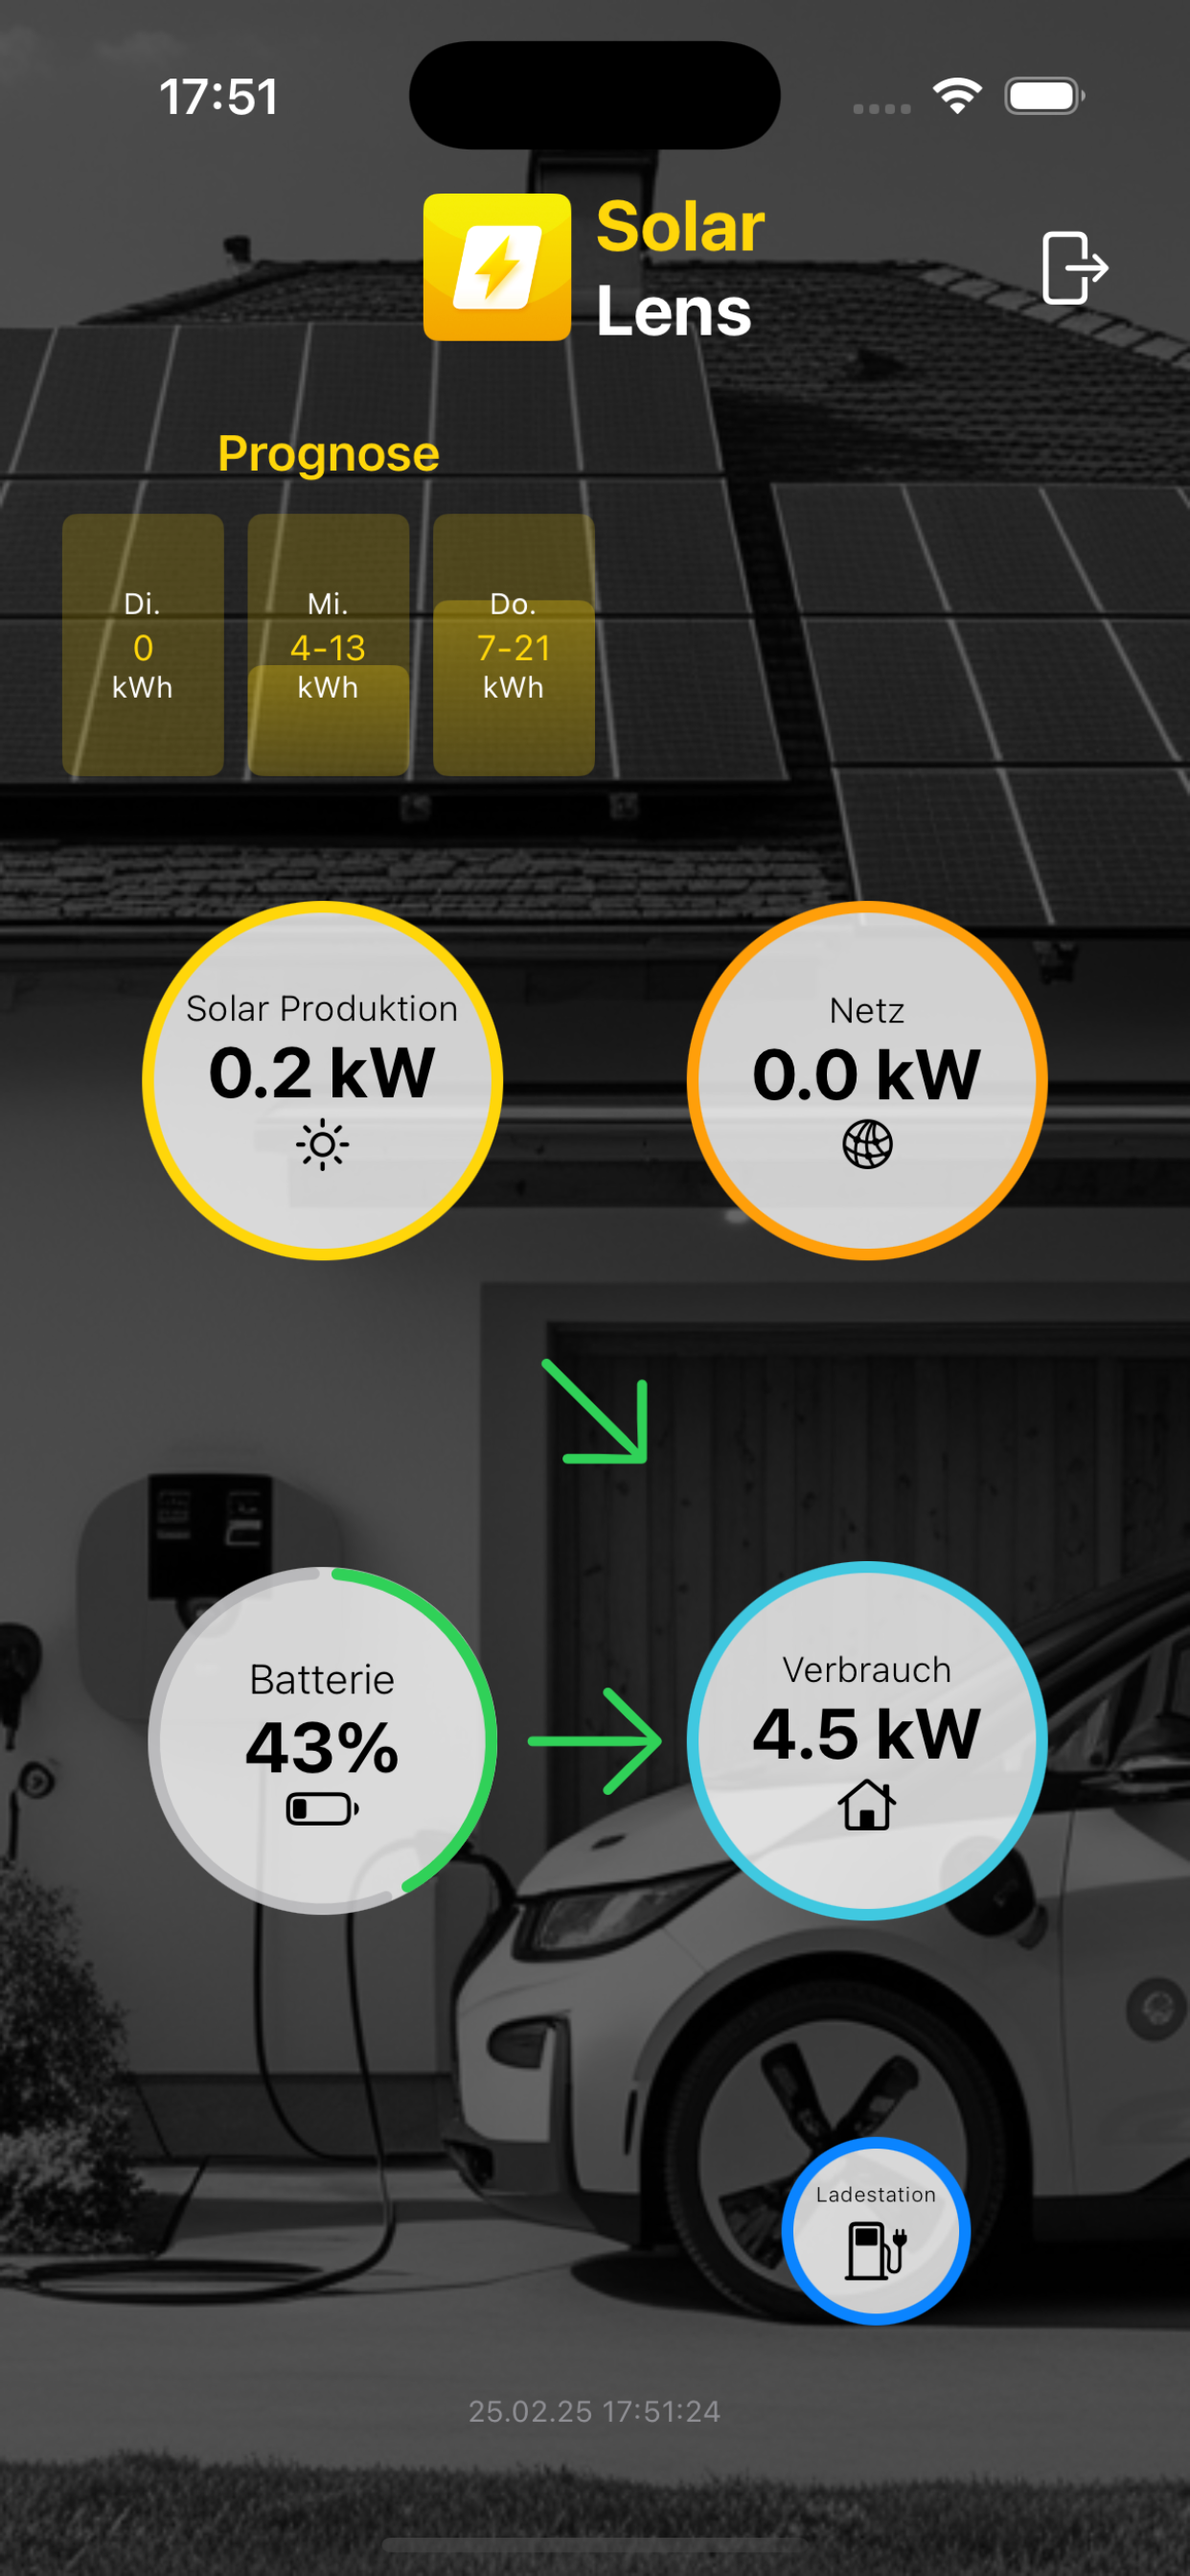 17:51
Solar
Lens
Prognose
Di.
0
kWh
Mi.
4-13
kWh
Do.
7-21
kWh
Solar Produktion
0.2 kW
Netz
0.0 kW
Batterie
43%
Verbrauch
4.5 kW
Ladestation
25.02.25 17:51:24